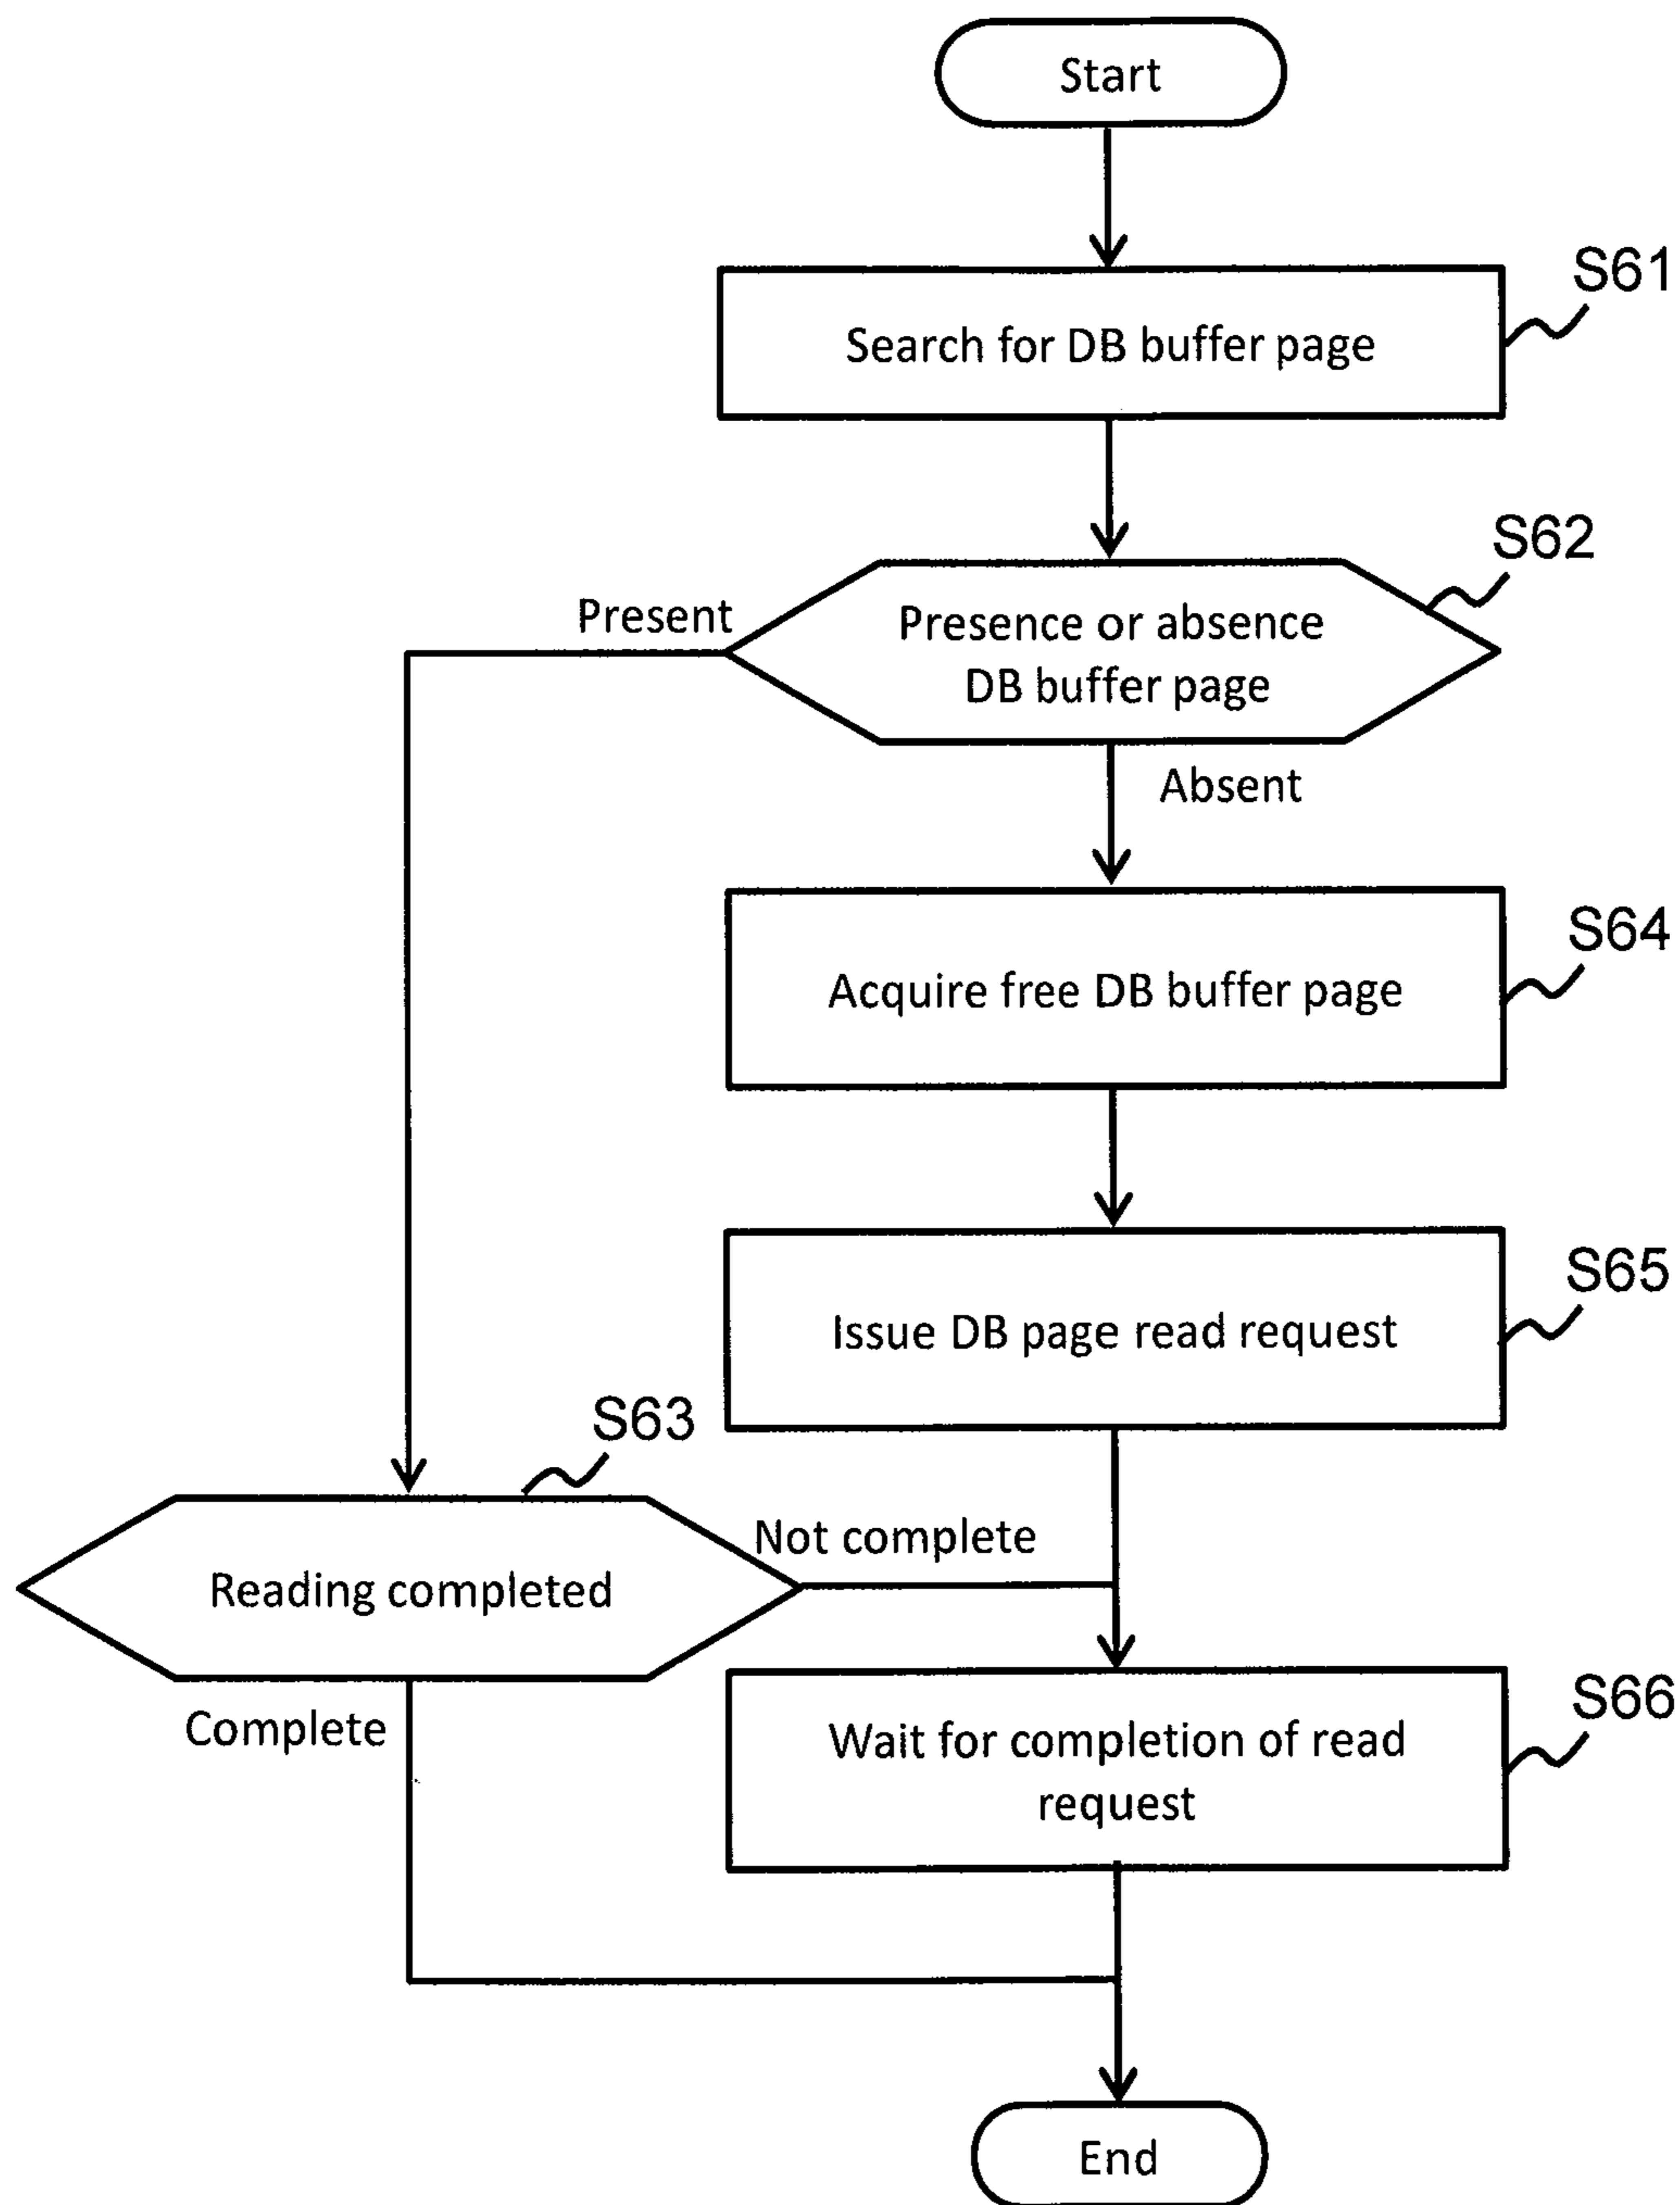 Start
S61
Search for DB buffer page
S62
Present
Presence or absence
DB buffer page
Absent
S64
Acquire free DB buffer page
S65
Issue DB page read request
S63
Not complete
Reading completed
S66
Complete
Wait for completion of read
request
End